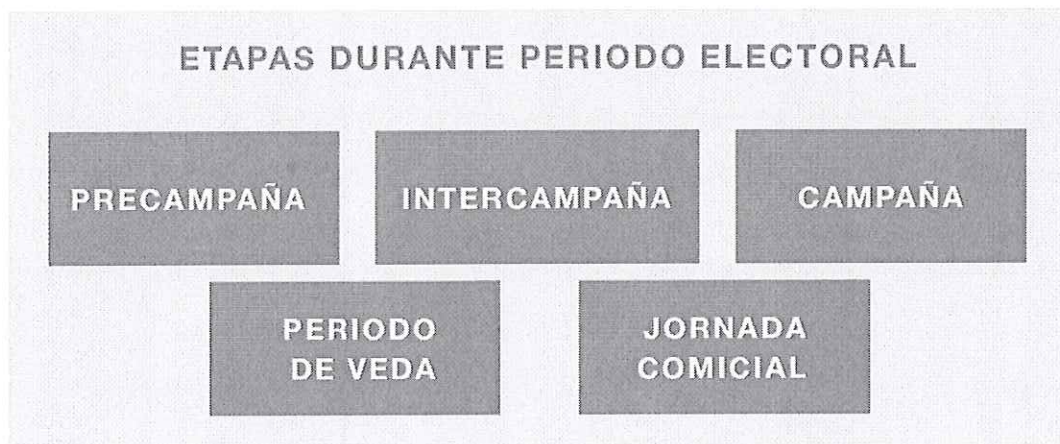 ETAPAS DURANTE PERIODO ELECTORAL
PRECAMPAÑA
INTERCAMPAÑA
CAMPAÑA
PERIODO
DE VEDA
JORNADA
COMICIAL